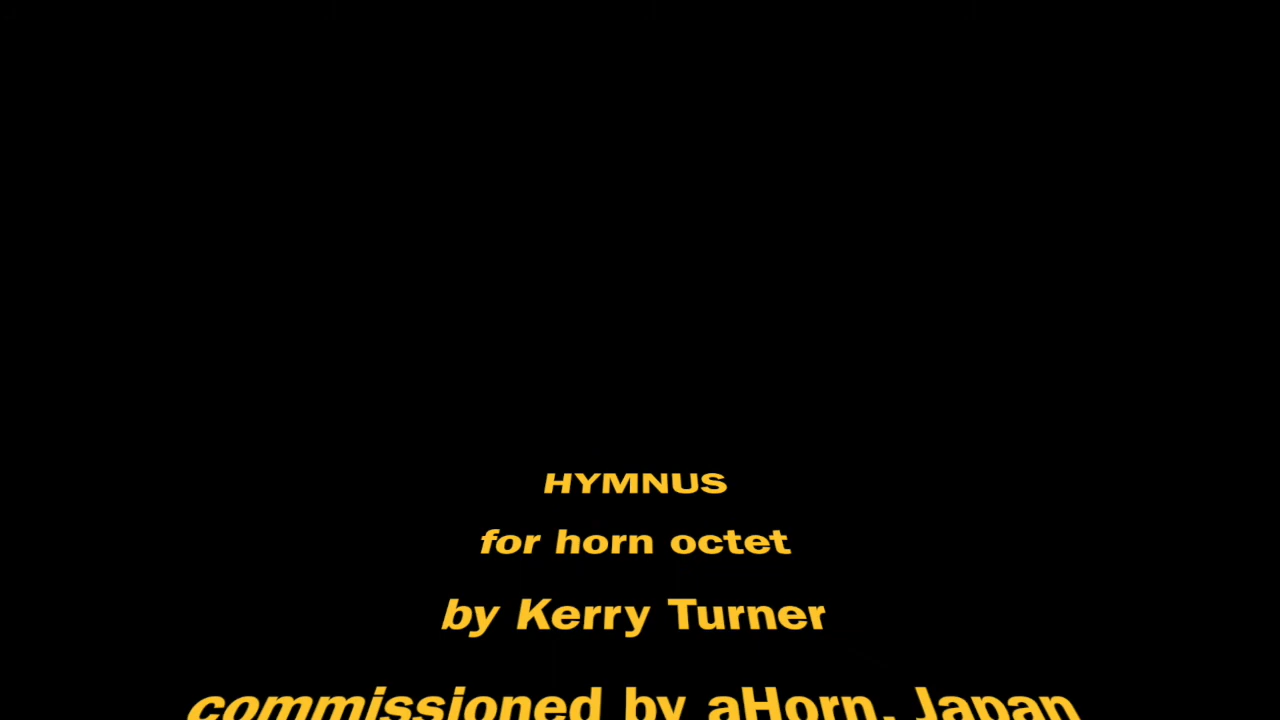 HYMNUS
for horn octet
by Kerry Turner
commissioned by aHorn, Japan